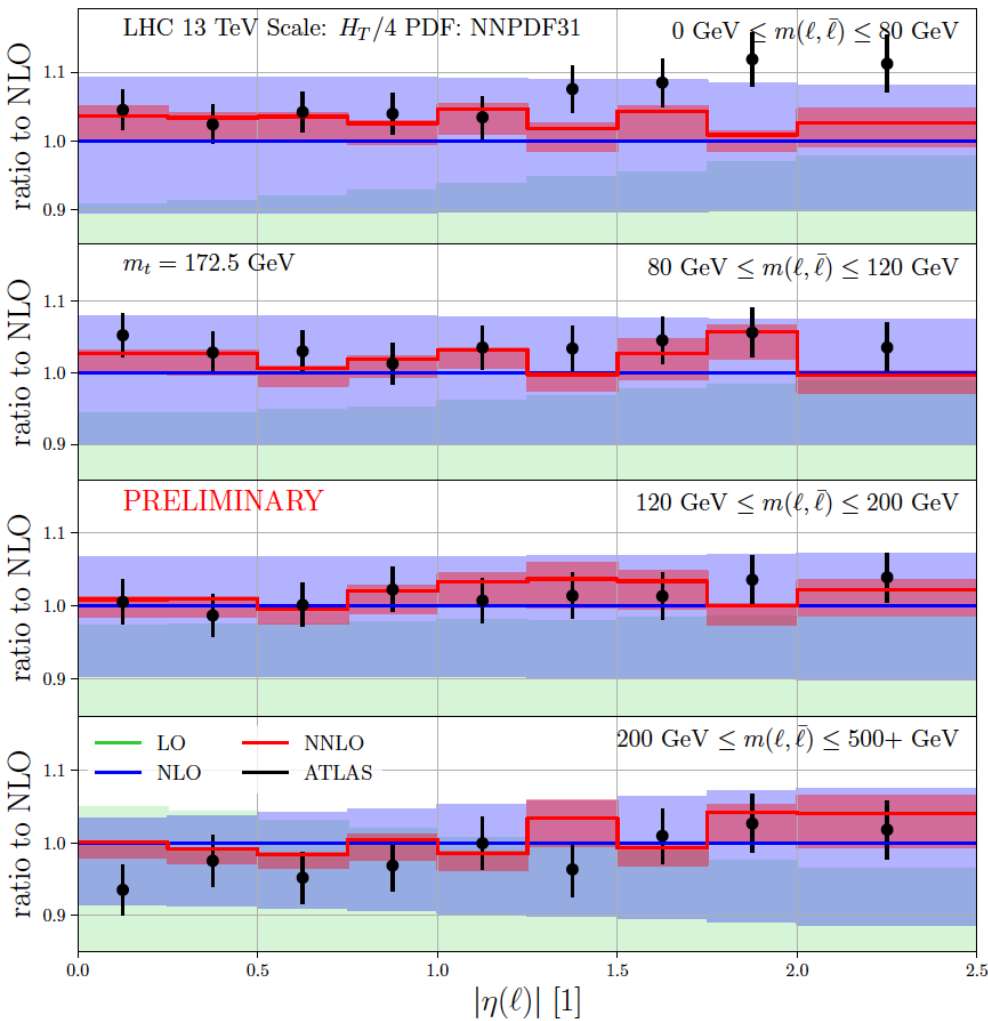 LHC 13 TeV Scale: $H_T/4$ PDF: NNPDF31
0 GeV ≤ m(ℓ, ℓ̄) ≤ 80 GeV
ratio to NLO
1.1
1.0
0.9
m_t = 172.5 GeV
80 GeV ≤ m(ℓ, ℓ̄) ≤ 120 GeV
ratio to NLO
1.1
1.0
0.9
PRELIMINARY
120 GeV ≤ m(ℓ, ℓ̄) ≤ 200 GeV
ratio to NLO
1.1
1.0
0.9
LO
NNLO
NLO
ATLAS
200 GeV ≤ m(ℓ, ℓ̄) ≤ 500+ GeV
ratio to NLO
1.1
1.0
0.9
0.0 0.5 1.0 1.5 2.0 2.5
|η(ℓ)| [1]